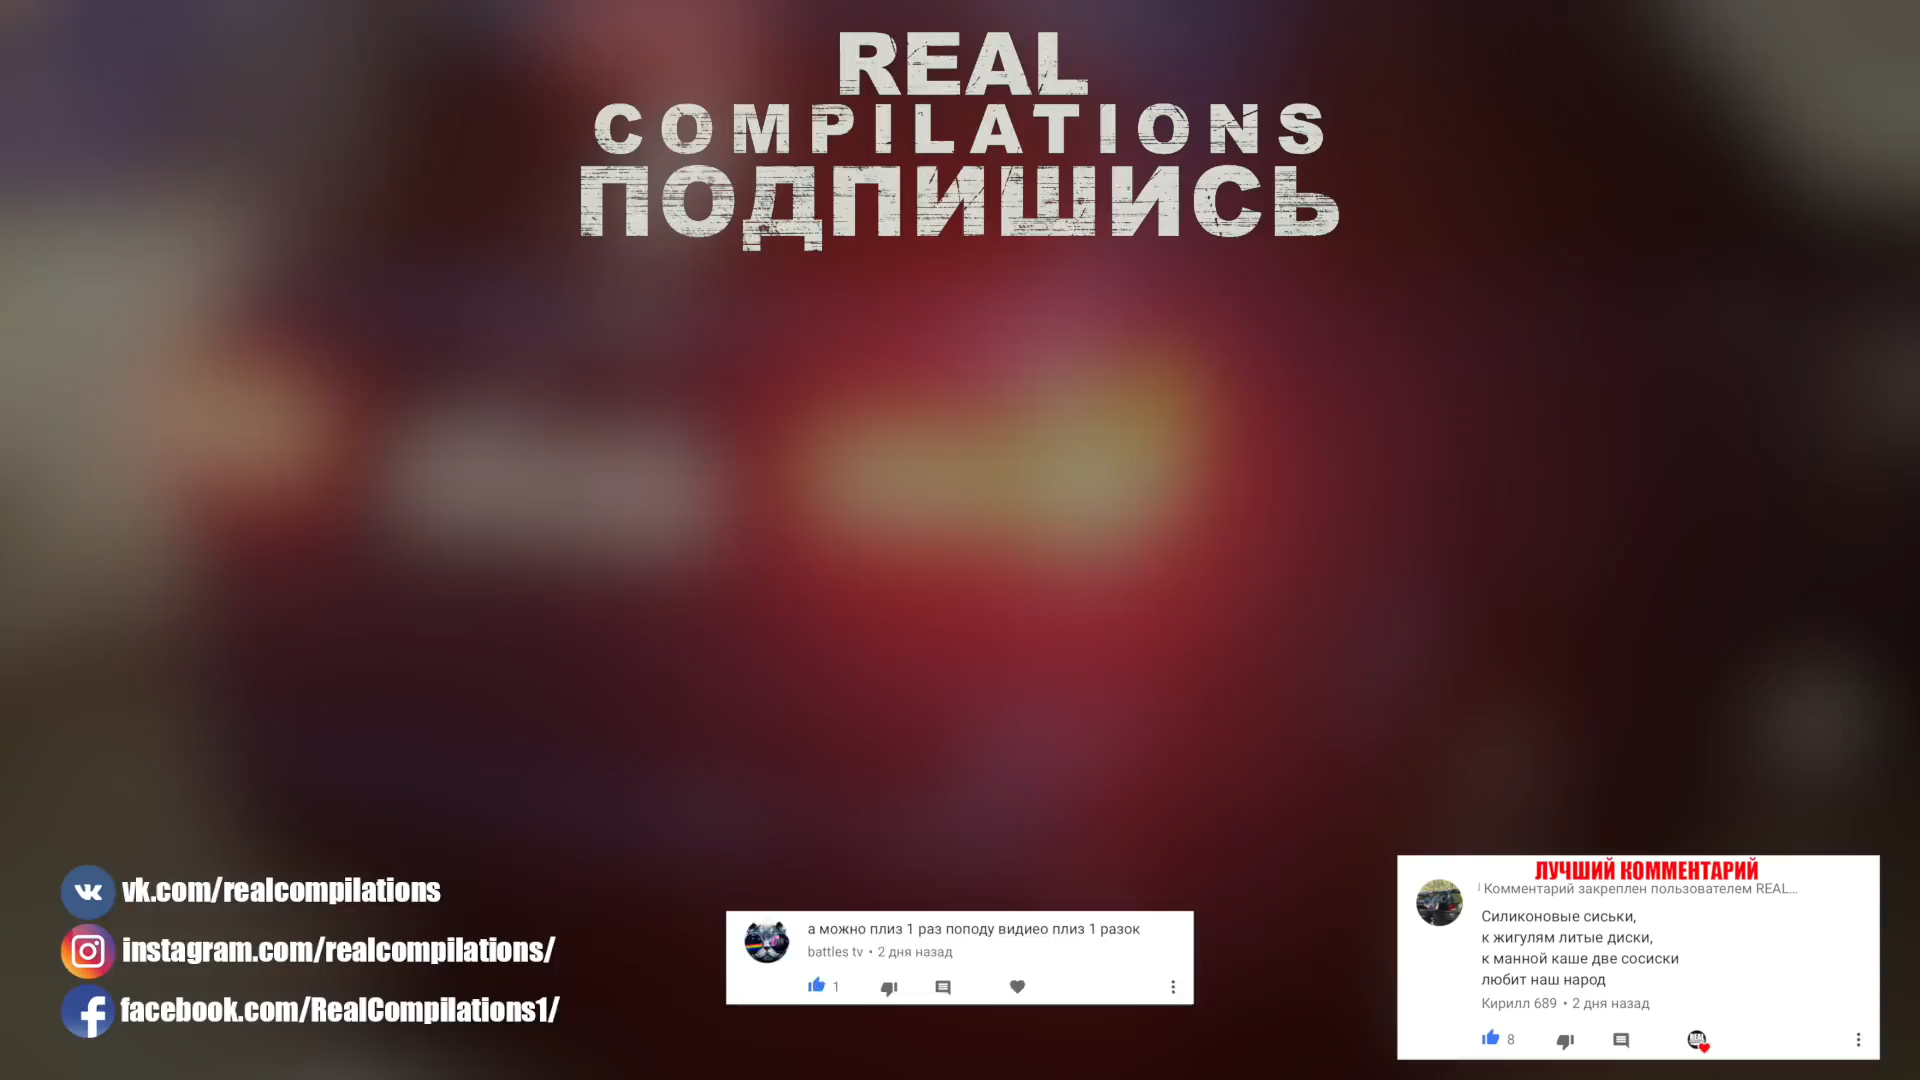 REAL
COMPILATIONS
ПОДПИШИСЬ
vk.com/realcompilations
instagram.com/realcompilations/
facebook.com/RealCompilations1/
а можно плиз 1 раз поподу видиео плиз 1 разок
battles tv • 2 дня назад
1
ЛУЧШИЙ КОММЕНТАРИЙ
Комментарий закреплен пользователем REAL...
Силиконовые сиськи,
к жигулям литые диски,
к манной каше две сосиски
любит наш народ
Кирилл 689 • 2 дня назад
8